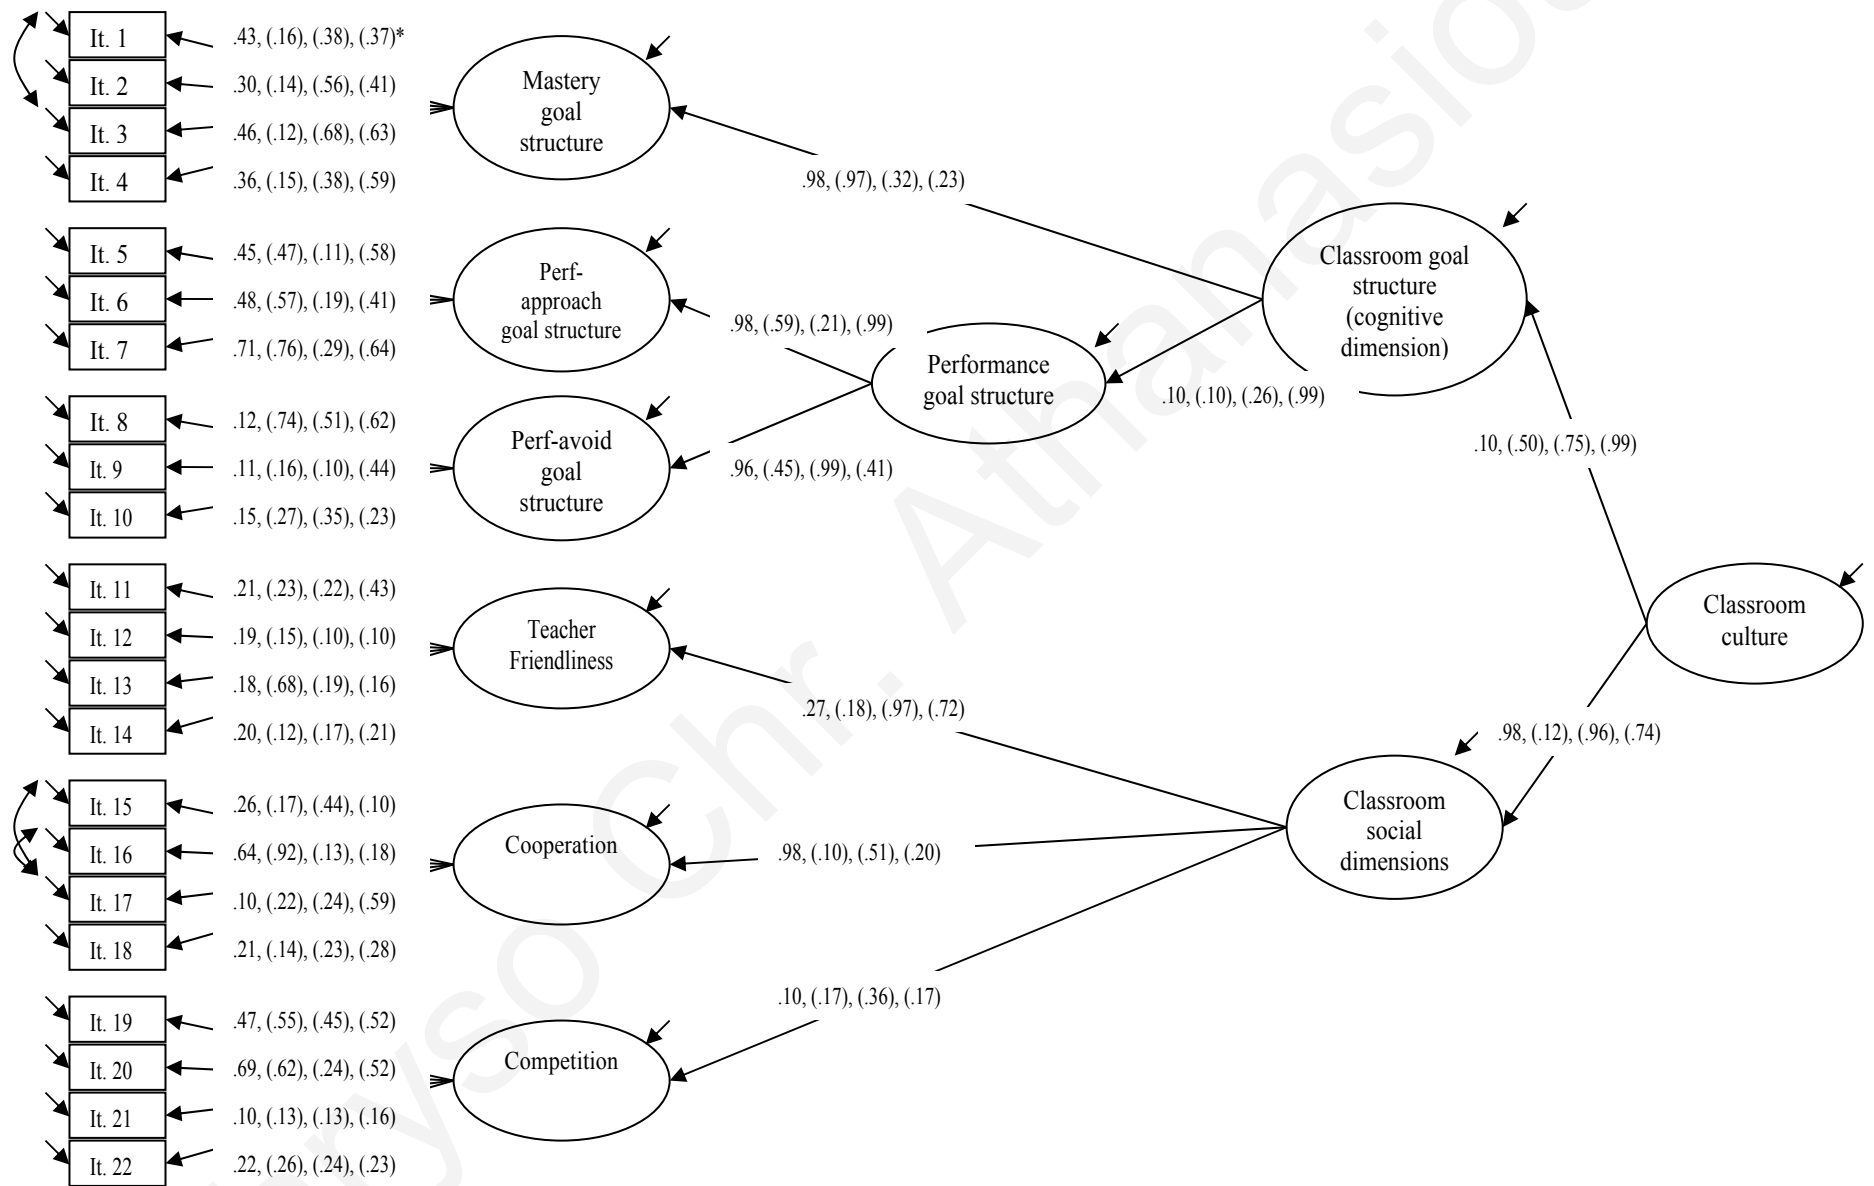 It. 1
.43, (.16), (.38), (.37)*
It. 2
.30, (.14), (.56), (.41)
It. 3
.46, (.12), (.68), (.63)
It. 4
.36, (.15), (.38), (.59)
Mastery
goal
structure
.98, (.97), (.32), (.23)
It. 5
.45, (.47), (.11), (.58)
It. 6
.48, (.57), (.19), (.41)
It. 7
.71, (.76), (.29), (.64)
Perf-
approach
goal structure
.98, (.59), (.21), (.99)
Classroom goal
structure
(cognitive
dimension)
Performance
goal structure
.10, (.10), (.26), (.99)
It. 8
.12, (.74), (.51), (.62)
It. 9
.11, (.16), (.10), (.44)
It. 10
.15, (.27), (.35), (.23)
Perf-avoid
goal
structure
.96, (.45), (.99), (.41)
.10, (.50), (.75), (.99)
It. 11
.21, (.23), (.22), (.43)
It. 12
.19, (.15), (.10), (.10)
It. 13
.18, (.68), (.19), (.16)
It. 14
.20, (.12), (.17), (.21)
Teacher
Friendliness
.27, (.18), (.97), (.72)
Classroom
culture
.98, (.12), (.96), (.74)
It. 15
.26, (.17), (.44), (.10)
It. 16
.64, (.92), (.13), (.18)
It. 17
.10, (.22), (.24), (.59)
It. 18
.21, (.14), (.23), (.28)
Cooperation
.98, (.10), (.51), (.20)
Classroom
social
dimensions
.10, (.17), (.36), (.17)
It. 19
.47, (.55), (.45), (.52)
It. 20
.69, (.62), (.24), (.52)
It. 21
.10, (.13), (.13), (.16)
It. 22
.22, (.26), (.24), (.23)
Competition
Chr. Athanasiou